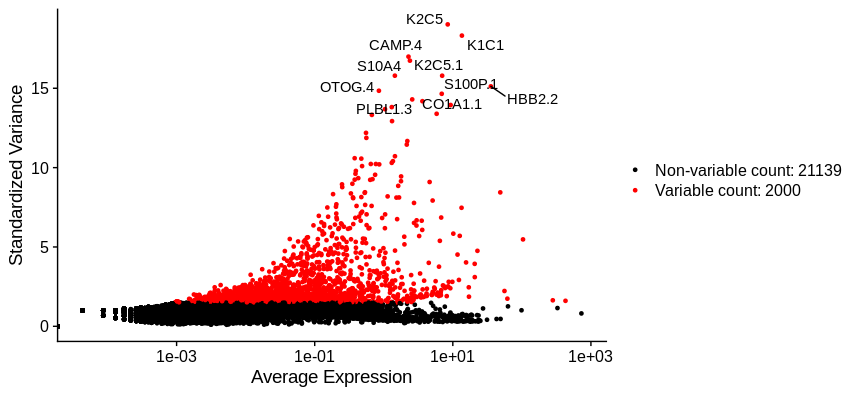 K2C5
K1C1
CAMP.4
S10A4
K2C5.1
OTOG.4
S100P.1
HBB2.2
PLBL1.3
CO1A1.1
Standardized Variance
15
10
5
0
1e-03
1e-01
1e+01
1e+03
Average Expression
Non-variable count: 21139
Variable count: 2000